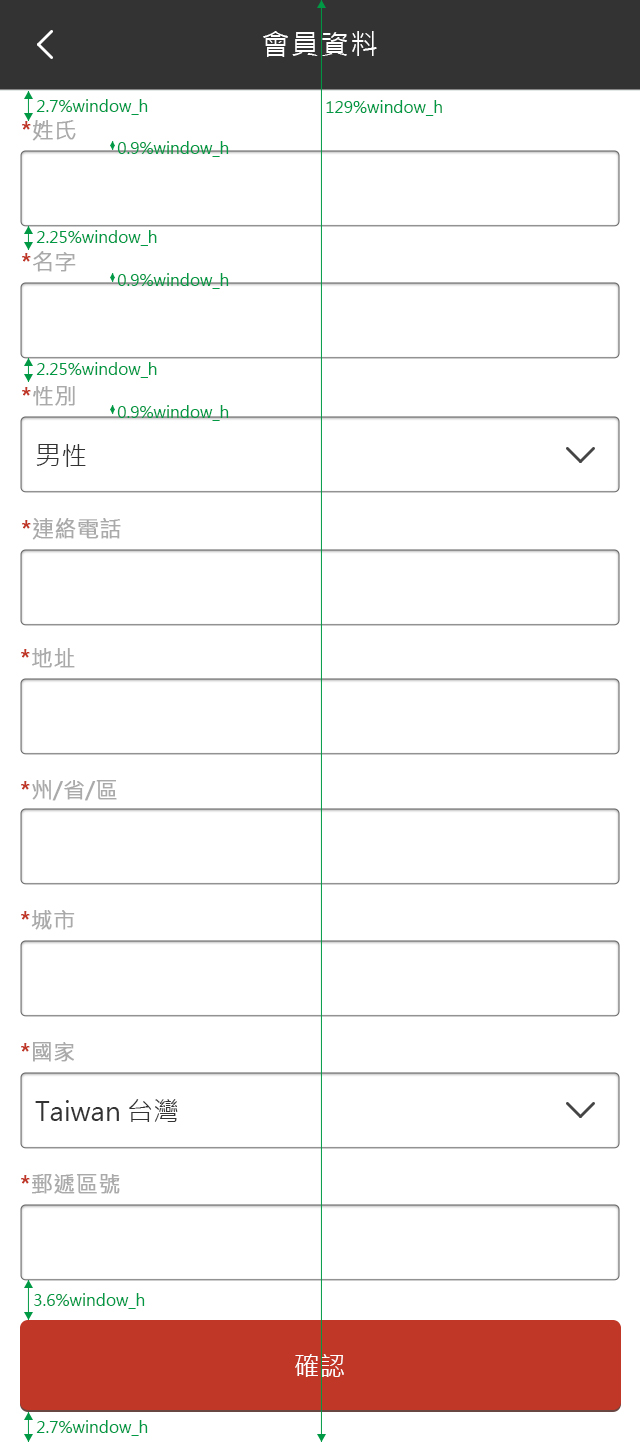 會員資料
2.7%window_h
129%window_h
*姓氏
0.9%window_h
2.25%window_h
*名字
0.9%window_h
2.25%window_h
*性別
0.9%window_h
男性
*連絡電話
*地址
*州/省/區
*城市
*國家
Taiwan 台灣
*郵遞區號
3.6%window_h
確認
2.7%window_h